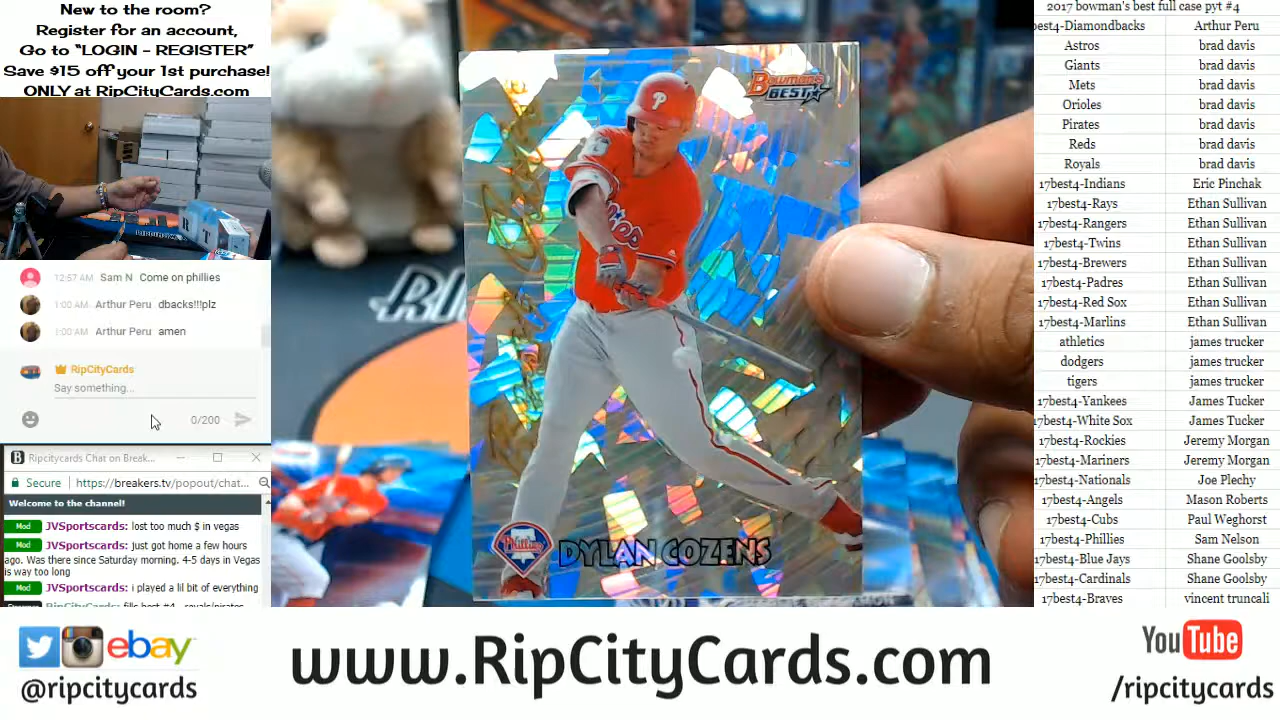 New to the room?
Register for an account,
Go to “LOGIN - REGISTER”
Save $15 off your 1st purchase!
ONLY at RipCityCards.com
12:57 AM Sam N Come on phillies
1:00 AM Arthur Peru dbacks!!!plz
1:00 AM Arthur Peru amen
RipCityCards
Say something...
0/200
Ripcitycards Chat on Break...
Secure https://breakers.tv/popout/chat...
Welcome to the channel!
Mod JVSportscards: lost too much $ in vegas
Mod JVSportscards: just got home a few hours
ago. Was there since Saturday morning. 4-5 days in Vegas
is way too long
Mod JVSportscards: i played a lil bit of everything
Bowman's
BEST
P
Phillies
DYLAN COZENS
2017 bowman's best full case pyt #4
best4-Diamondbacks Arthur Peru
Astros brad davis
Giants brad davis
Mets brad davis
Orioles brad davis
Pirates brad davis
Reds brad davis
Royals brad davis
17best4-Indians Eric Pinchak
17best4-Rays Ethan Sullivan
17best4-Rangers Ethan Sullivan
17best4-Twins Ethan Sullivan
17best4-Brewers Ethan Sullivan
17best4-Padres Ethan Sullivan
17best4-Red Sox Ethan Sullivan
17best4-Marlins Ethan Sullivan
athletics james trucker
dodgers james trucker
tigers james trucker
17best4-Yankees James Tucker
17best4-White Sox James Tucker
17best4-Rockies Jeremy Morgan
17best4-Mariners Jeremy Morgan
17best4-Nationals Joe Plechy
17best4-Angels Mason Roberts
17best4-Cubs Paul Weghorst
17best4-Phillies Sam Nelson
17best4-Blue Jays Shane Goolsby
17best4-Cardinals Shane Goolsby
17best4-Braves vincent truncali
ebay
@ripcitycards
www.RipCityCards.com
YouTube
/ripcitycards